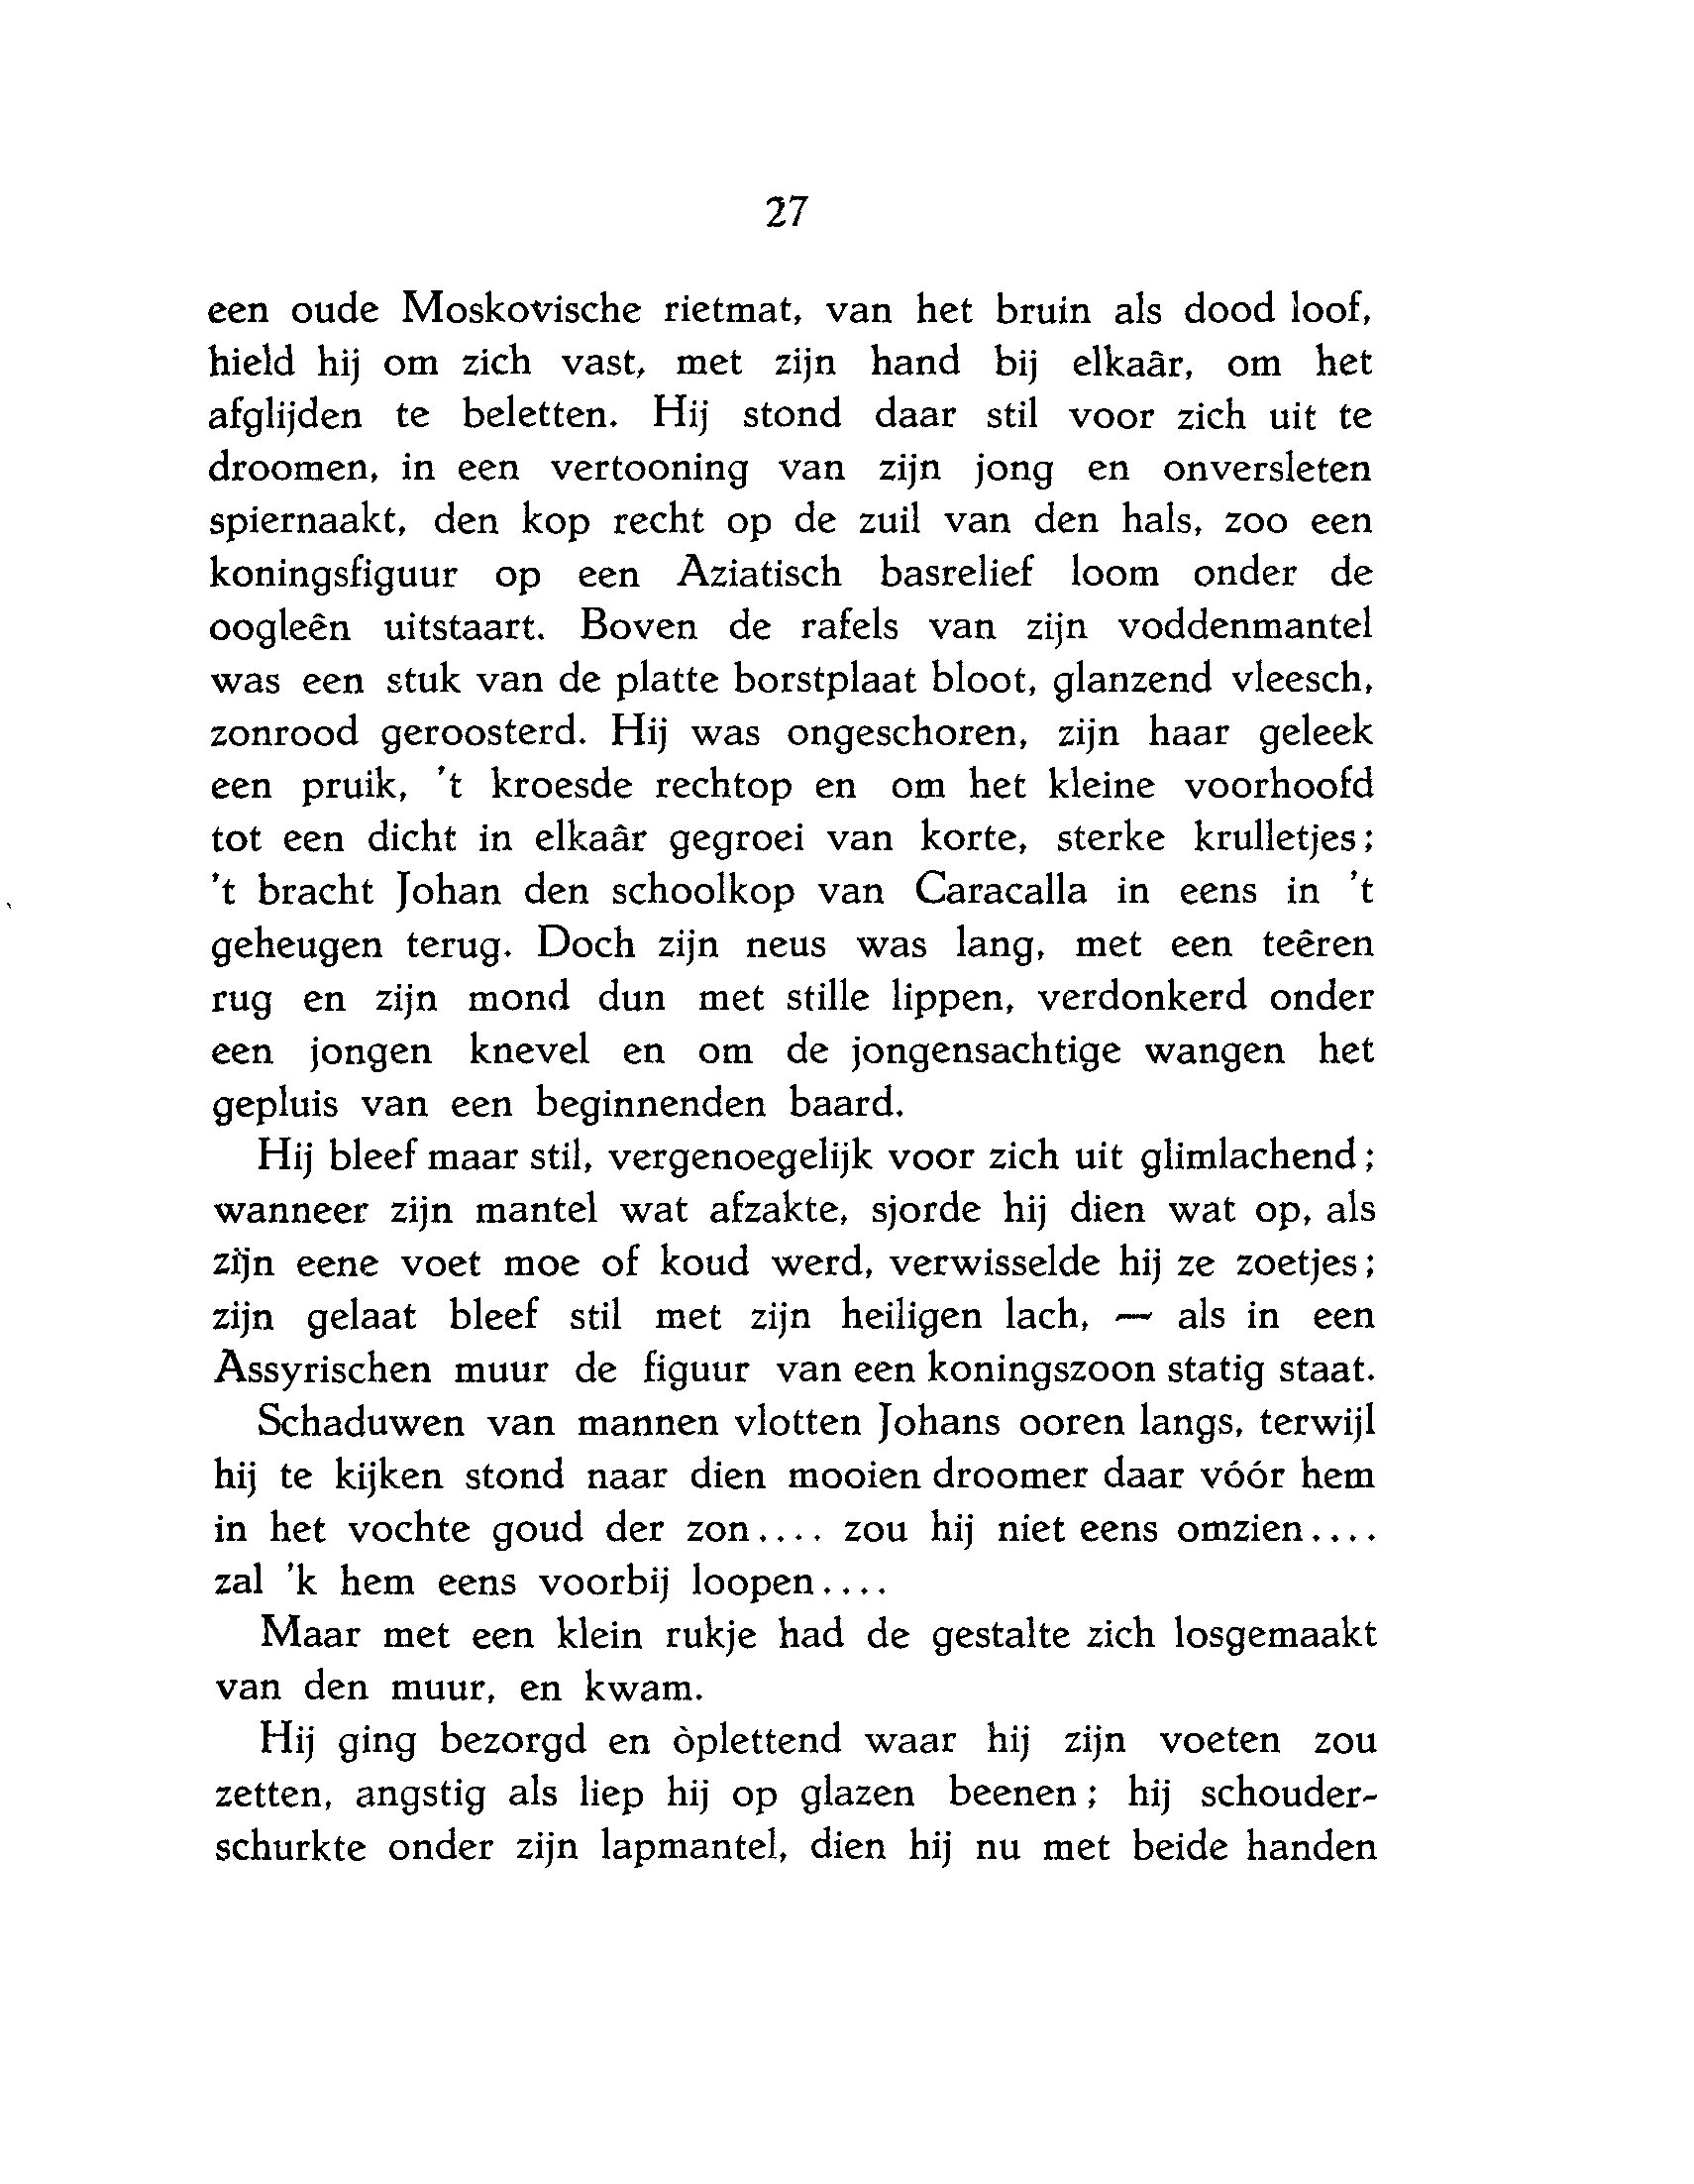 27
een oude Moskovische rietmat, van het bruin als dood loof,
hield hij om zich vast, met zijn hand bij elkaâr, om het
afglijden te beletten. Hij stond daar stil voor zich uit te
droomen, in een vertooning van zijn jong en onversleten
spiernaakt, den kop recht op de zuil van den hals, zoo een
koningsfiguur op een Aziatisch basrelief loom onder de
oogleên uitstaart. Boven de rafels van zijn voddenmantel
was een stuk van de platte borstplaat bloot, glanzend vleesch,
zonrood geroosterd. Hij was ongeschoren, zijn haar geleek
een pruik, 't kroesde rechtop en om het kleine voorhoofd
tot een dicht in elkaâr gegroei van korte, sterke krulletjes;
't bracht Johan den schoolkop van Caracalla in eens in 't
geheugen terug. Doch zijn neus was lang, met een teêren
rug en zijn mond dun met stille lippen, verdonkerd onder
een jongen knevel en om de jongensachtige wangen het
gepluis van een beginnenden baard.
Hij bleef maar stil, vergenoegelijk voor zich uit glimlachend;
wanneer zijn mantel wat afzakte, sjorde hij dien wat op, als
zijn eene voet moe of koud werd, verwisselde hij ze zoetjes;
zijn gelaat bleef stil met zijn heiligen lach, — als in een
Assyrischen muur de figuur van een koningszoon statig staat.
Schaduwen van mannen vlotten Johans ooren langs, terwijl
hij te kijken stond naar dien mooien droomer daar vóór hem
in het vochte goud der zon.... zou hij niet eens omzien....
zal 'k hem eens voorbij loopen....
Maar met een klein rukje had de gestalte zich losgemaakt
van den muur, en kwam.
Hij ging bezorgd en òplettend waar hij zijn voeten zou
zetten, angstig als liep hij op glazen beenen; hij schouder-
schurkte onder zijn lapmantel, dien hij nu met beide handen